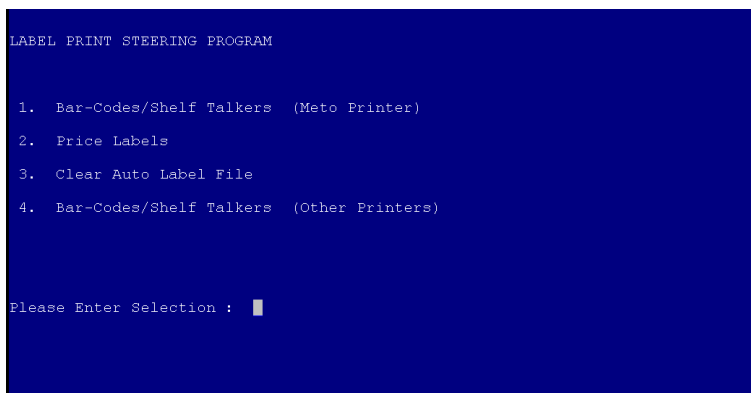 LABEL PRINT STEERING PROGRAM
1. Bar-Codes/Shelf Talkers (Meto Printer)
2. Price Labels
3. Clear Auto Label File
4. Bar-Codes/Shelf Talkers (Other Printers)
Please Enter Selection :